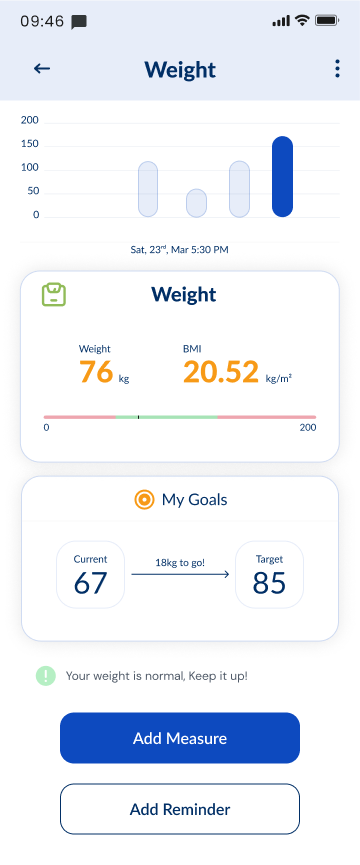 09:46
Weight
200
150
100
50
0
Sat, 23rd, Mar 5:30 PM
Weight
Weight BMI
76 kg 20.52 kg/m²
0 200
My Goals
Current 18kg to go! Target
67 85
Your weight is normal, Keep it up!
Add Measure
Add Reminder